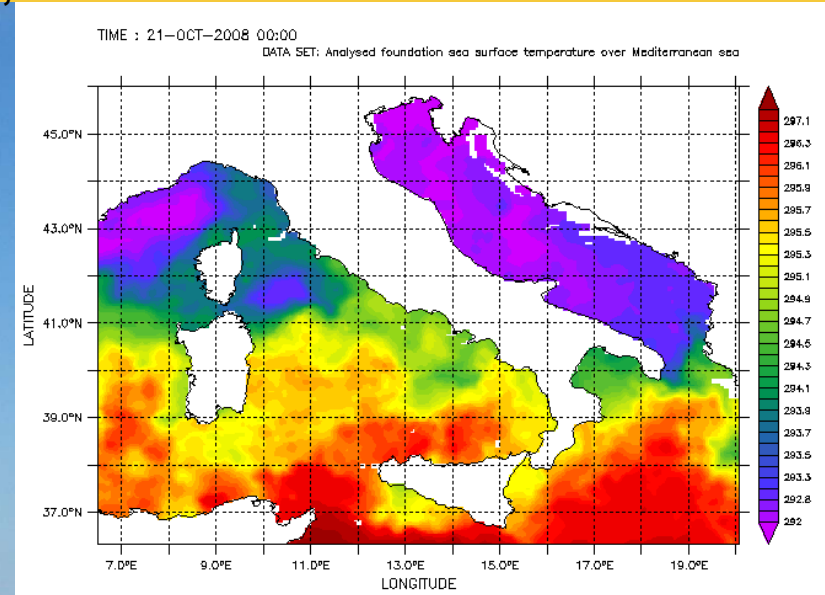 TIME : 21-OCT-2008 00:00
DATA SET: Analysed foundation sea surface temperature over Mediterranean sea
45.0°N
43.0°N
41.0°N
39.0°N
37.0°N
LATITUDE
7.0°E 9.0°E 11.0°E 13.0°E 15.0°E 17.0°E 19.0°E
LONGITUDE
297.1
296.3
296.1
295.9
295.7
295.5
295.3
295.1
294.9
294.7
294.5
294.3
294.1
293.9
293.7
293.5
293.3
292.8
292